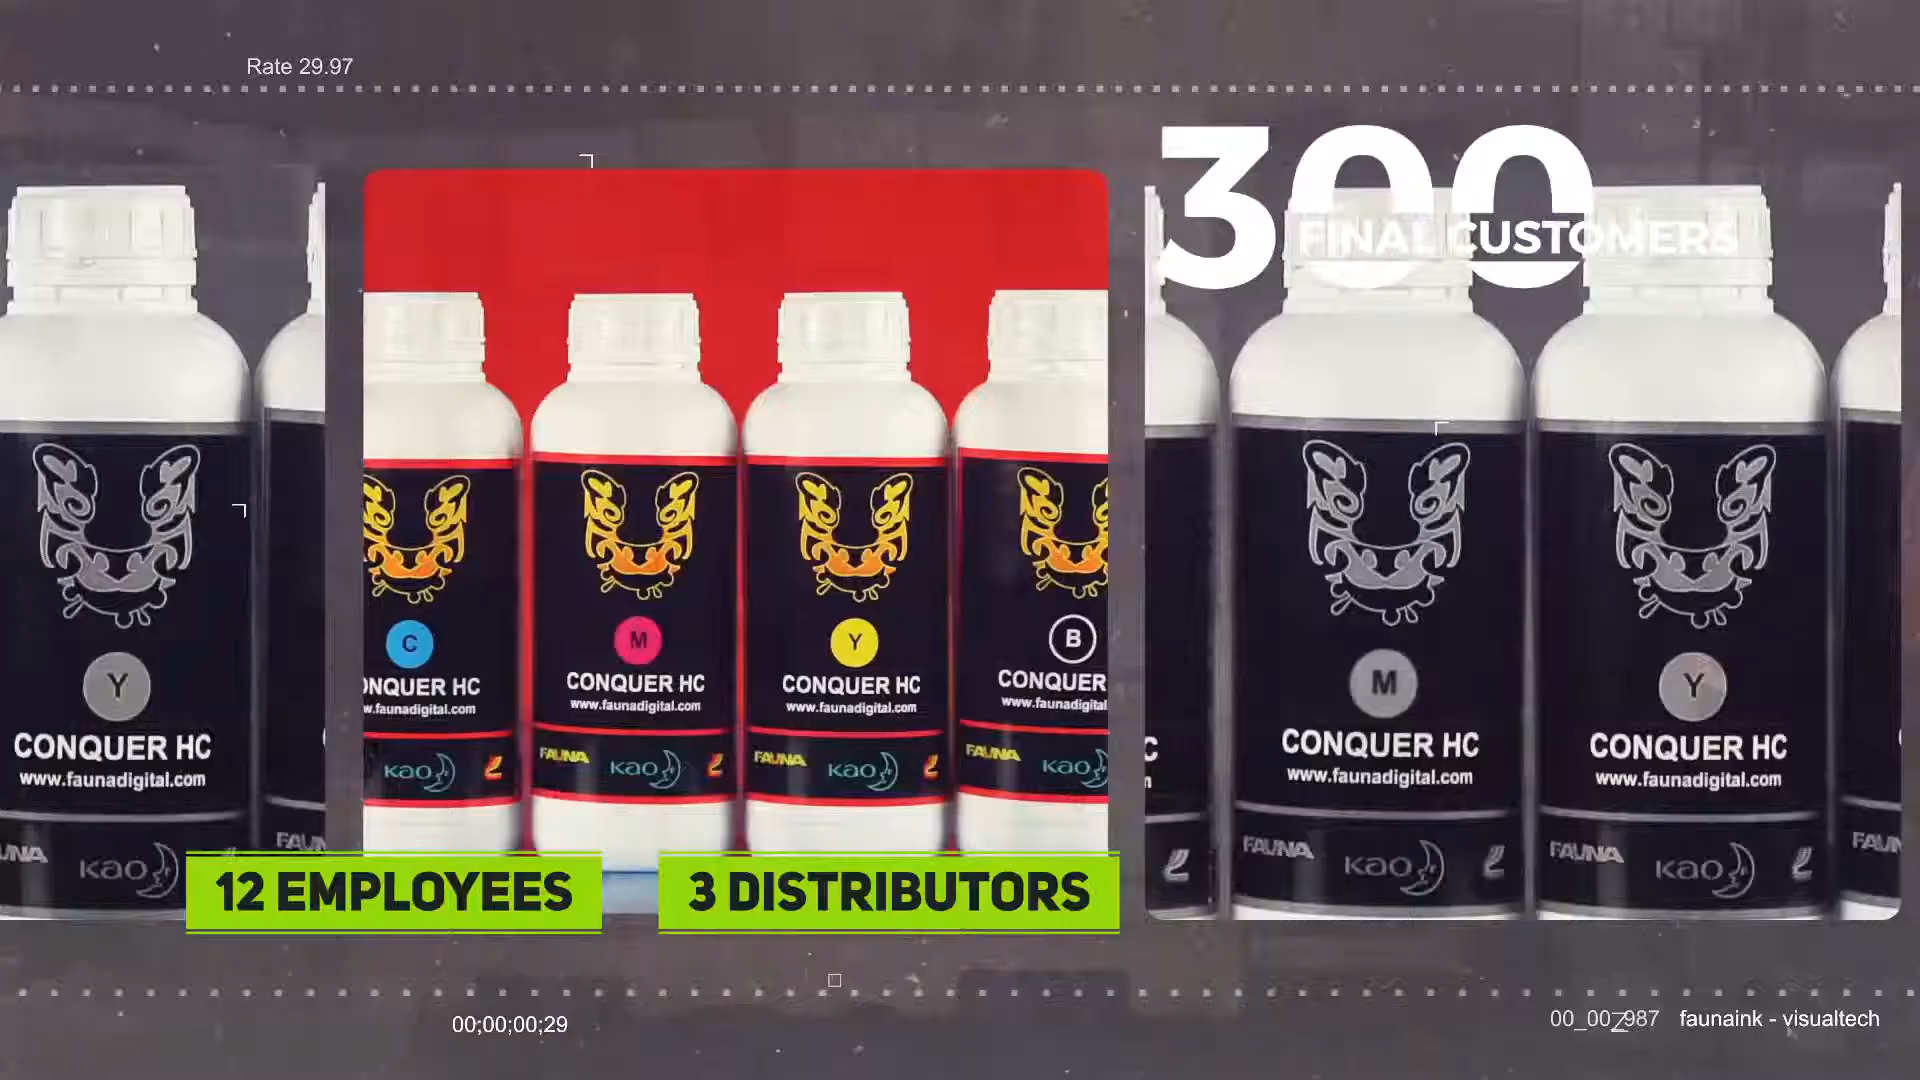 Rate 29.97
300
FINAL CUSTOMERS
Y
CONQUER HC
www.faunadigital.com
kao
C
ONQUER HC
w.faunadigital.com
kao
M
CONQUER HC
www.faunadigital.com
FAUNA kao
Y
CONQUER HC
www.faunadigital.com
FAUNA kao
B
CONQUER
www.faunadigital
FAUNA kao
M
CONQUER HC
www.faunadigital.com
FAUNA kao
Y
CONQUER HC
www.faunadigital.com
FAUNA kao
12 EMPLOYEES
3 DISTRIBUTORS
00;00;00;29
faunaink - visualtech